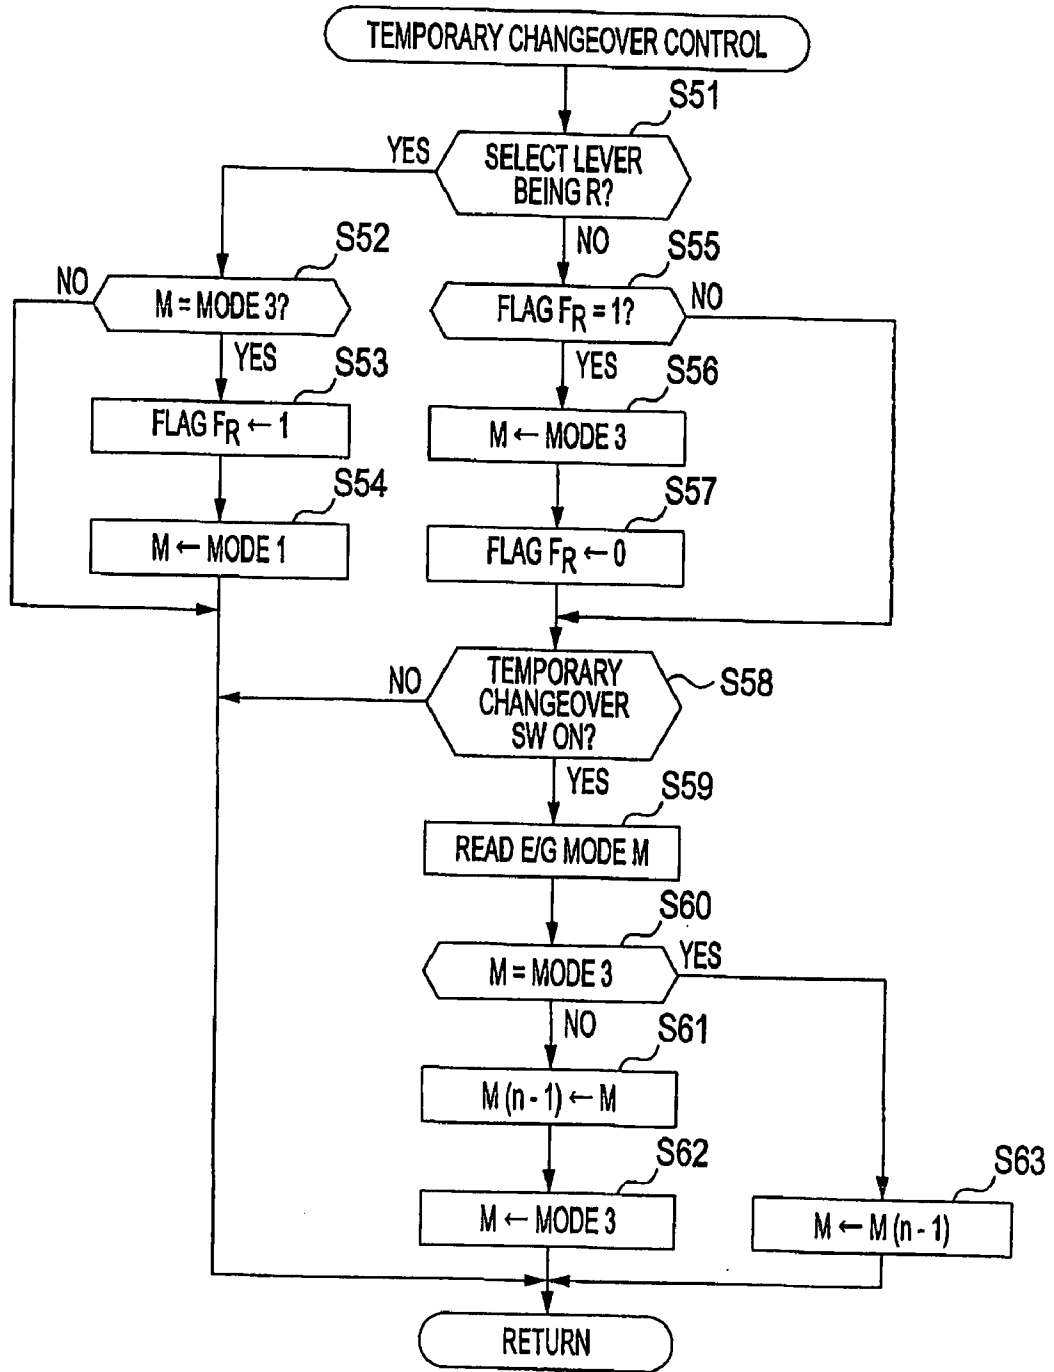 TEMPORARY CHANGEOVER CONTROL
S51
SELECT LEVER
BEING R?
YES
NO
S52
M = MODE 3?
NO
YES
S53
FLAG FR ← 1
S54
M ← MODE 1
S55
FLAG FR = 1?
NO
YES
S56
M ← MODE 3
S57
FLAG FR ← 0
S58
TEMPORARY
CHANGEOVER
SW ON?
NO
YES
S59
READ E/G MODE M
S60
M = MODE 3
YES
NO
S61
M (n - 1) ← M
S62
M ← MODE 3
S63
M ← M (n - 1)
RETURN